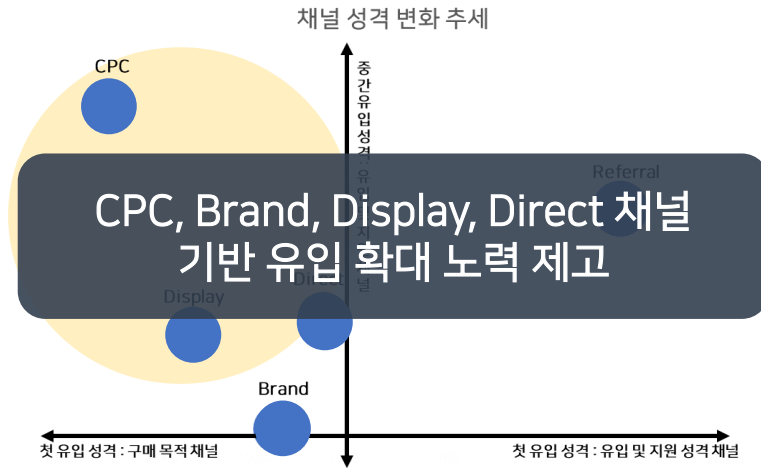 채널 성격 변화 추세
CPC
중간유입성격: 유입
Referral
CPC, Brand, Display, Direct 채널
기반 유입 확대 노력 제고
Direct
Display
Brand
첫 유입 성격 : 구매 목적 채널
첫 유입 성격 : 유입 및 지원 성격 채널